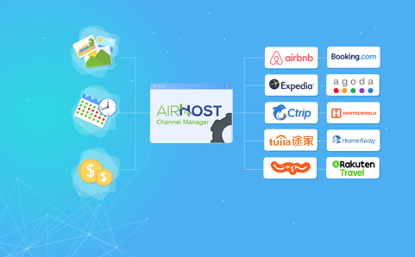 airbnb
Booking.com
AIRHOST
Channel Manager
Expedia
agoda
Ctrip
HOSTELWORLD
tujia途家
HomeAway
Rakuten
Travel
$
$